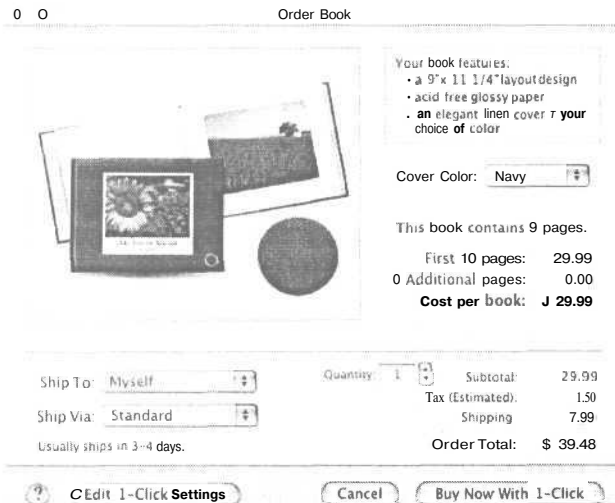 0 O Order Book
Your book features:
• a 9"x 11 1/4" layout design
• acid free glossy paper
. an elegant linen cover τ your
choice of color
Cover Color: Navy
This book contains 9 pages.
First 10 pages: 29.99
0 Additional pages: 0.00
Cost per book: J 29.99
Ship To: Myself
Quantity: 1
Subtotal: 29.99
Tax (Estimated). 1.50
Ship Via: Standard
Shipping 7.99
Usually ships in 3-4 days.
Order Total: $ 39.48
? C Edit 1-Click Settings
Cancel
Buy Now With 1-Click